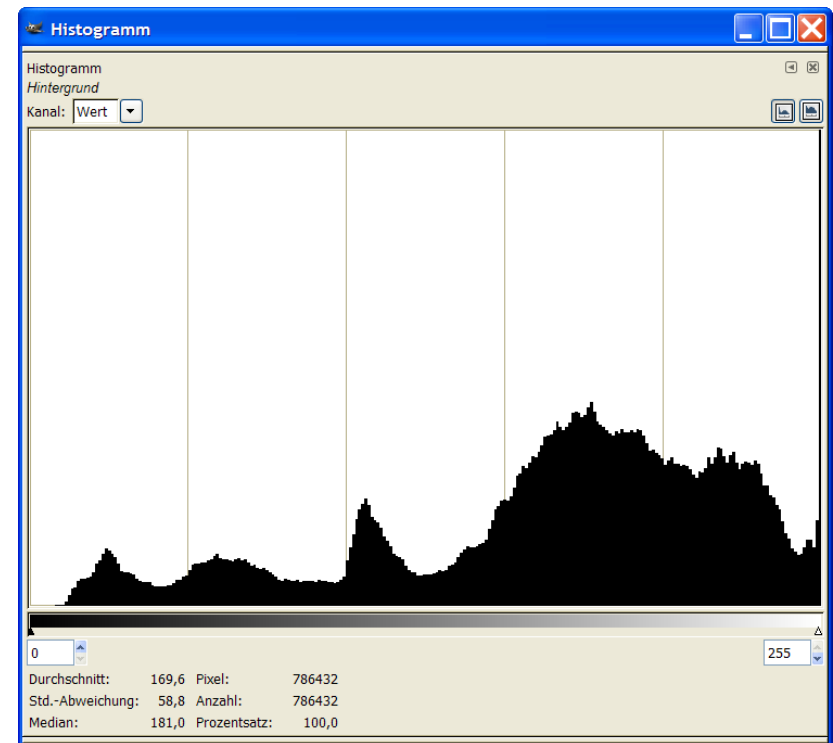 Histogramm
Histogramm
Hintergrund
Kanal: Wert
0 255
Durchschnitt: 169,6 Pixel: 786432
Std.-Abweichung: 58,8 Anzahl: 786432
Median: 181,0 Prozentsatz: 100,0